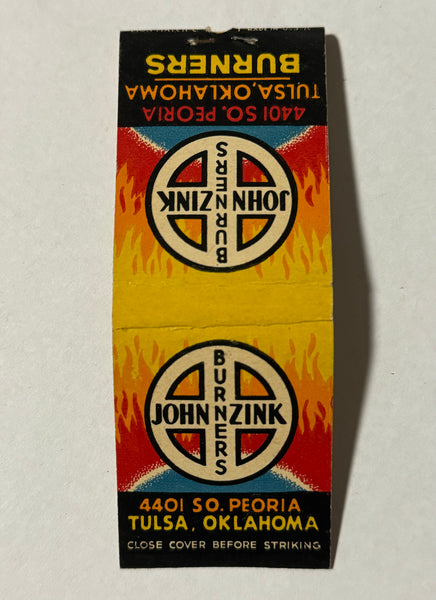 BURNERS
TULSA, OKLAHOMA
4401 SO. PEORIA
JOHN ZINK
BURNERS
BURNERS
JOHN ZINK
4401 SO. PEORIA
TULSA, OKLAHOMA
CLOSE COVER BEFORE STRIKING